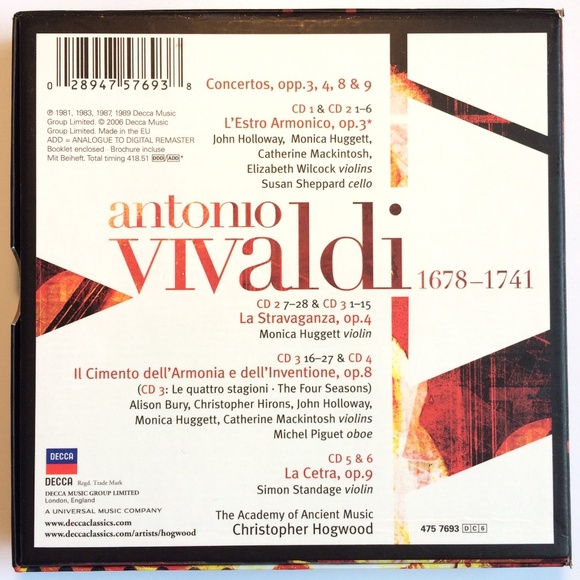 0 28947 57693 8
Concertos, opp.3, 4, 8 & 9
℗ 1981, 1983, 1987, 1989 Decca Music
Group Limited. © 2006 Decca Music
Group Limited. Made in the EU
ADD = ANALOGUE TO DIGITAL REMASTER
Booklet enclosed · Brochure incluse
Mit Beiheft. Total timing 418.51 DDD/ADD*
CD 1 & CD 2 1–6
L'Estro Armonico, op.3*
John Holloway, Monica Huggett,
Catherine Mackintosh,
Elizabeth Wilcock violins
Susan Sheppard cello
antonio
vivaldi 1678–1741
CD 2 7–28 & CD 3 1–15
La Stravaganza, op.4
Monica Huggett violin
CD 3 16–27 & CD 4
Il Cimento dell'Armonia e dell'Inventione, op.8
(CD 3: Le quattro stagioni · The Four Seasons)
Alison Bury, Christopher Hirons, John Holloway,
Monica Huggett, Catherine Mackintosh violins
Michel Piguet oboe
CD 5 & 6
La Cetra, op.9
Simon Standage violin
The Academy of Ancient Music
Christopher Hogwood
DECCA
DECCA Regd. Trade Mark
DECCA MUSIC GROUP LIMITED
London, England
A UNIVERSAL MUSIC COMPANY
www.deccaclassics.com
www.deccaclassics.com/artists/hogwood
475 7693 DC6